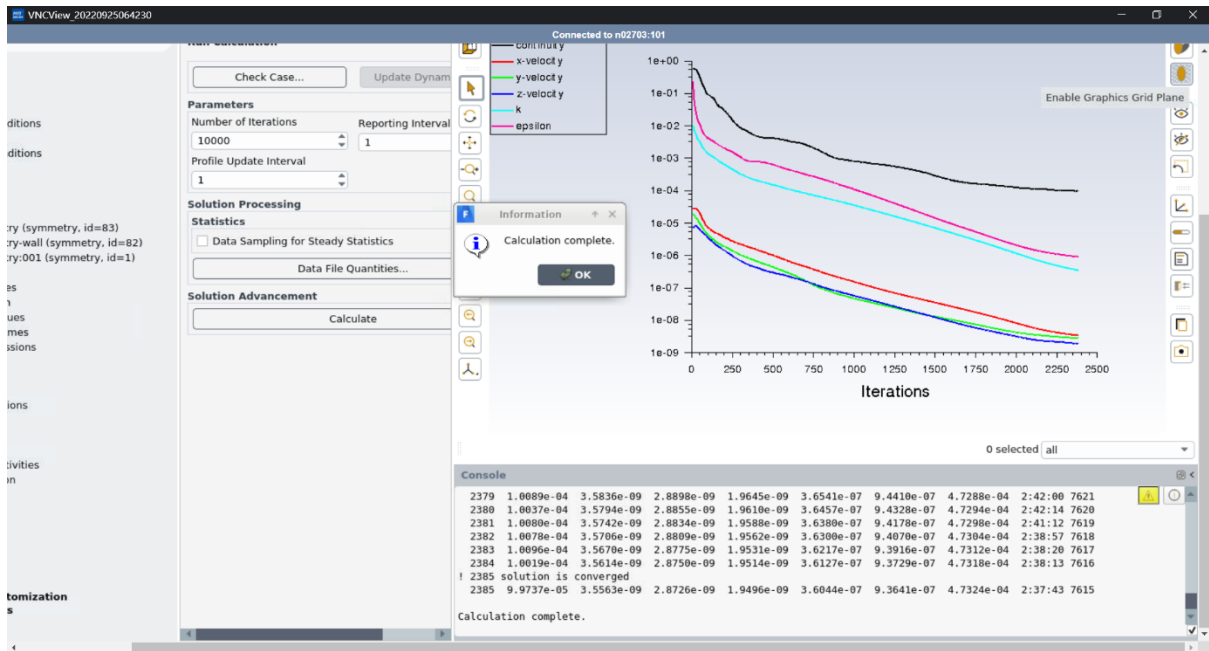 VNCView_20220925064230
Connected to n02703:101
Run Calculation
Check Case...
Update Dynam
Parameters
Number of Iterations
Reporting Interval
10000
1
Profile Update Interval
1
Solution Processing
Statistics
Data Sampling for Steady Statistics
Data File Quantities...
Solution Advancement
Calculate
ditions
ditions
ry (symmetry, id=83)
ry-wall (symmetry, id=82)
ry:001 (symmetry, id=1)
es
n
ues
mes
ssions
ions
tivities
on
tomization
s
continuity
x-velocity
y-velocity
z-velocity
k
epsilon
1e+00
1e-01
1e-02
1e-03
1e-04
1e-05
1e-06
1e-07
1e-08
1e-09
0 250 500 750 1000 1250 1500 1750 2000 2250 2500
Iterations
Enable Graphics Grid Plane
Information
Calculation complete.
OK
0 selected all
Console
2379 1.0089e-04 3.5836e-09 2.8898e-09 1.9645e-09 3.6541e-07 9.4410e-07 4.7288e-04 2:42:00 7621
2380 1.0037e-04 3.5794e-09 2.8855e-09 1.9610e-09 3.6457e-07 9.4328e-07 4.7294e-04 2:42:14 7620
2381 1.0080e-04 3.5742e-09 2.8834e-09 1.9588e-09 3.6380e-07 9.4178e-07 4.7298e-04 2:41:12 7619
2382 1.0078e-04 3.5706e-09 2.8809e-09 1.9562e-09 3.6300e-07 9.4070e-07 4.7304e-04 2:38:57 7618
2383 1.0096e-04 3.5670e-09 2.8775e-09 1.9531e-09 3.6217e-07 9.3916e-07 4.7312e-04 2:38:20 7617
2384 1.0019e-04 3.5614e-09 2.8750e-09 1.9514e-09 3.6127e-07 9.3729e-07 4.7318e-04 2:38:13 7616
! 2385 solution is converged
2385 9.9737e-05 3.5563e-09 2.8726e-09 1.9496e-09 3.6044e-07 9.3641e-07 4.7324e-04 2:37:43 7615
Calculation complete.